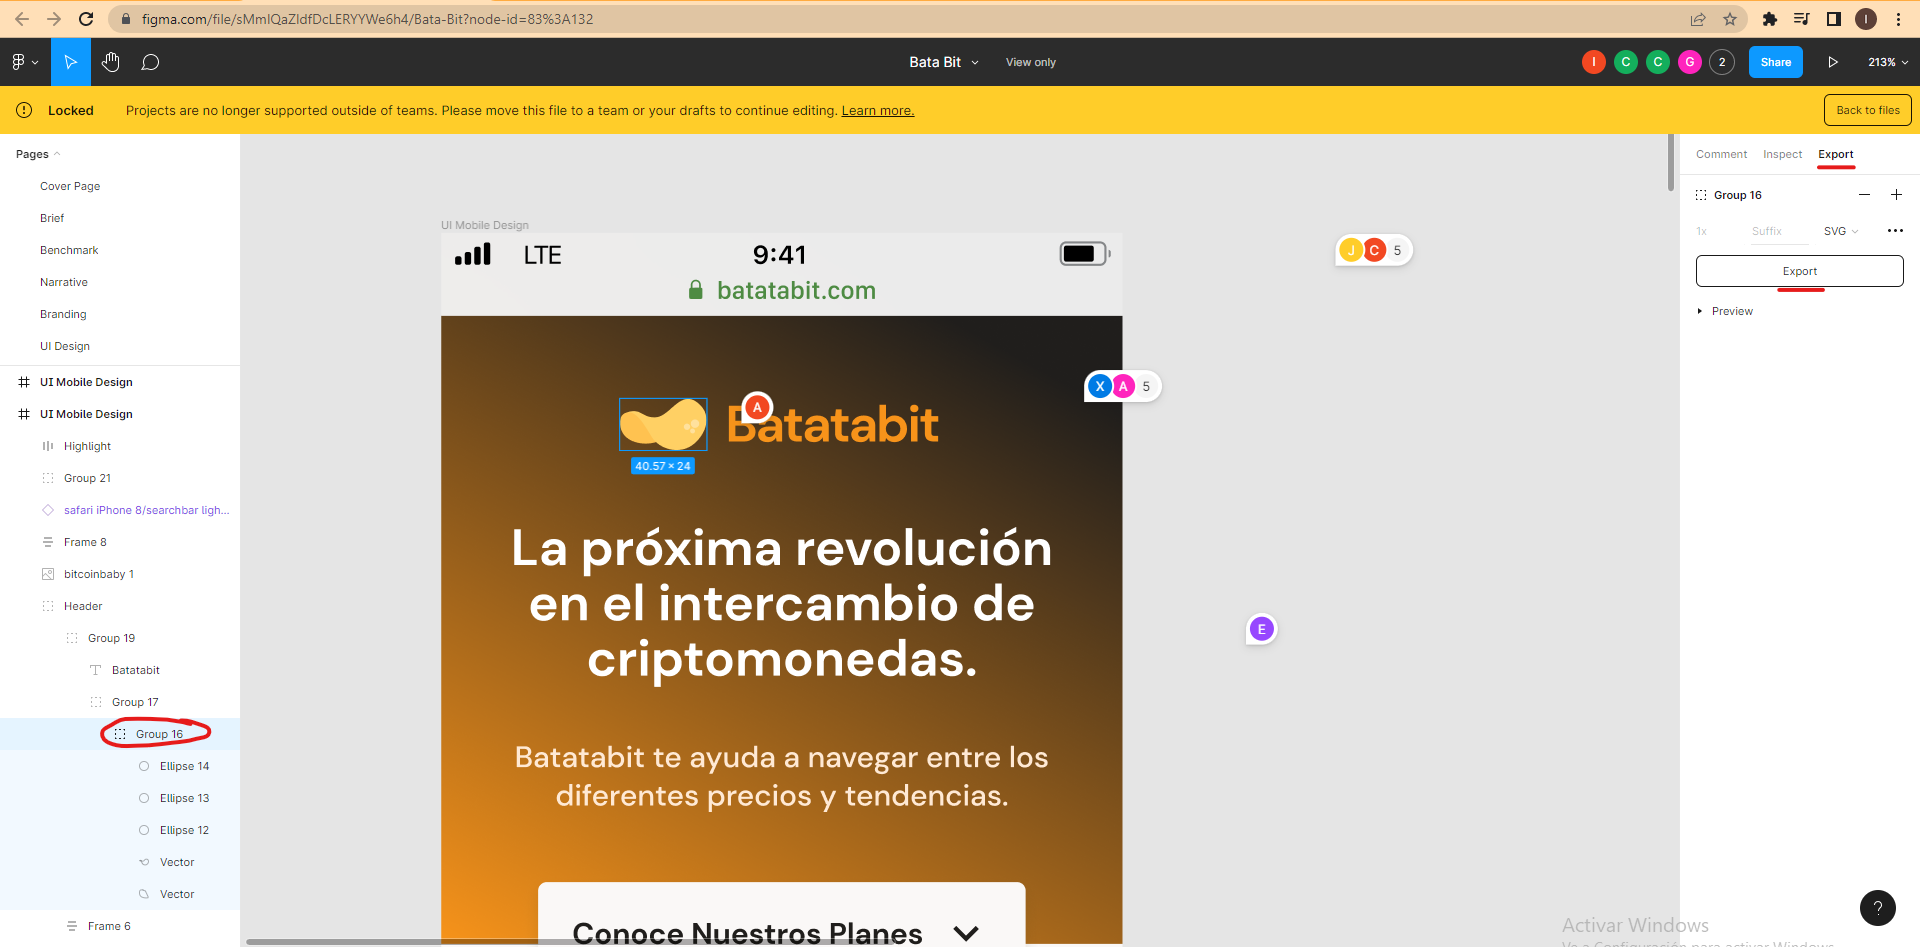 figma.com/file/sMmlQaZldfDcLERYYWe6h4/Bata-Bit?node-id=83%3A132
I
Bata Bit
View only
I C C G 2
Share
213%
Locked
Projects are no longer supported outside of teams. Please move this file to a team or your drafts to continue editing. Learn more.
Back to files
Pages
Cover Page
Brief
Benchmark
Narrative
Branding
UI Design
UI Mobile Design
UI Mobile Design
Highlight
Group 21
safari iPhone 8/searchbar ligh...
Frame 8
bitcoinbaby 1
Header
Group 19
Batatabit
Group 17
Group 16
Ellipse 14
Ellipse 13
Ellipse 12
Vector
Vector
Frame 6
UI Mobile Design
LTE
9:41
batatabit.com
A
Batatabit
40.57 × 24
La próxima revolución
en el intercambio de
criptomonedas.
Batatabit te ayuda a navegar entre los
diferentes precios y tendencias.
Conoce Nuestros Planes
J C 5
X A 5
E
Comment Inspect Export
Group 16
1x Suffix SVG
Export
Preview
?
Activar Windows
Ve a Configuración para activar Windows.